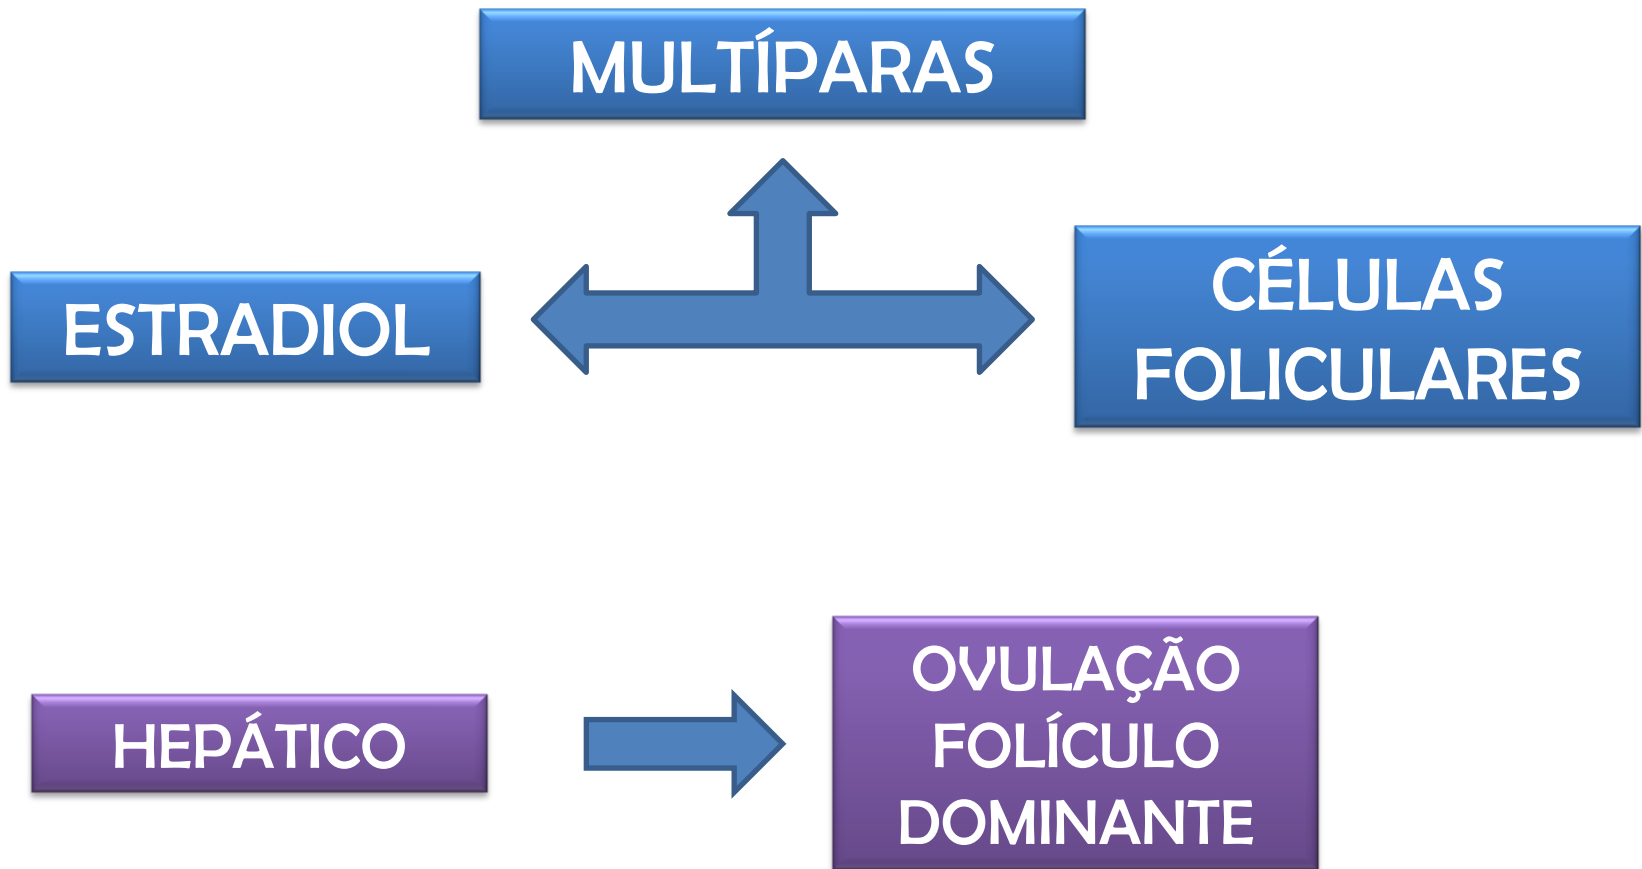 MULTÍPARAS
ESTRADIOL
CÉLULAS
FOLICULARES
HEPÁTICO
OVULAÇÃO
FOLÍCULO
DOMINANTE